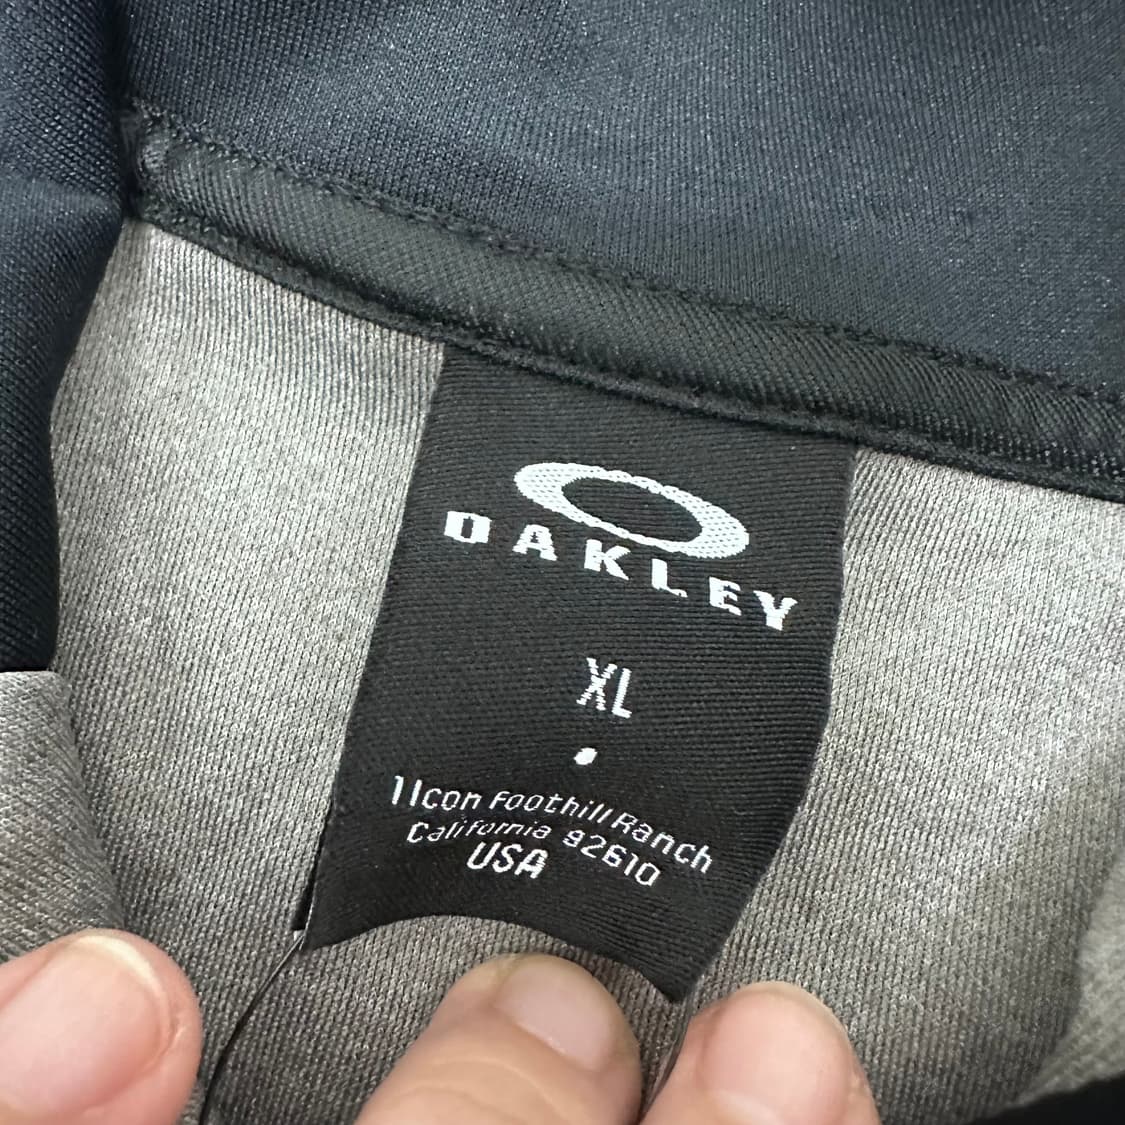 OAKLEY
XL
1 Icon Foothill Ranch
California 92610
USA